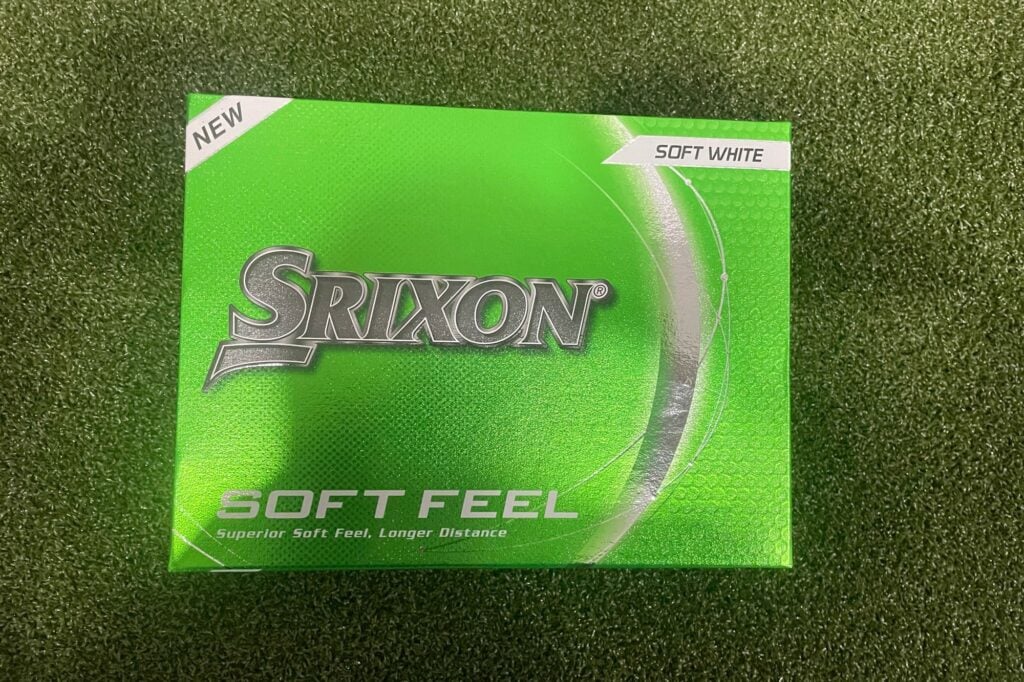 NEW
SOFT WHITE
SRIXON®
SOFT FEEL
Superior Soft Feel, Longer Distance